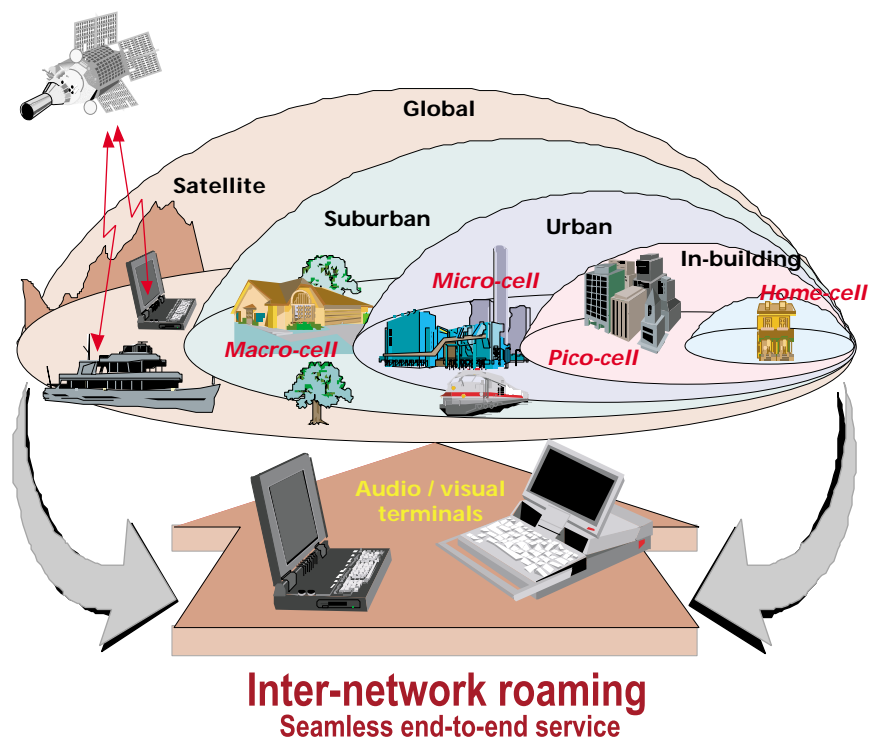 Global
Satellite
Suburban
Urban
In-building
Micro-cell
Home-cell
Macro-cell
Pico-cell
Audio / visual
terminals
Inter-network roaming
Seamless end-to-end service